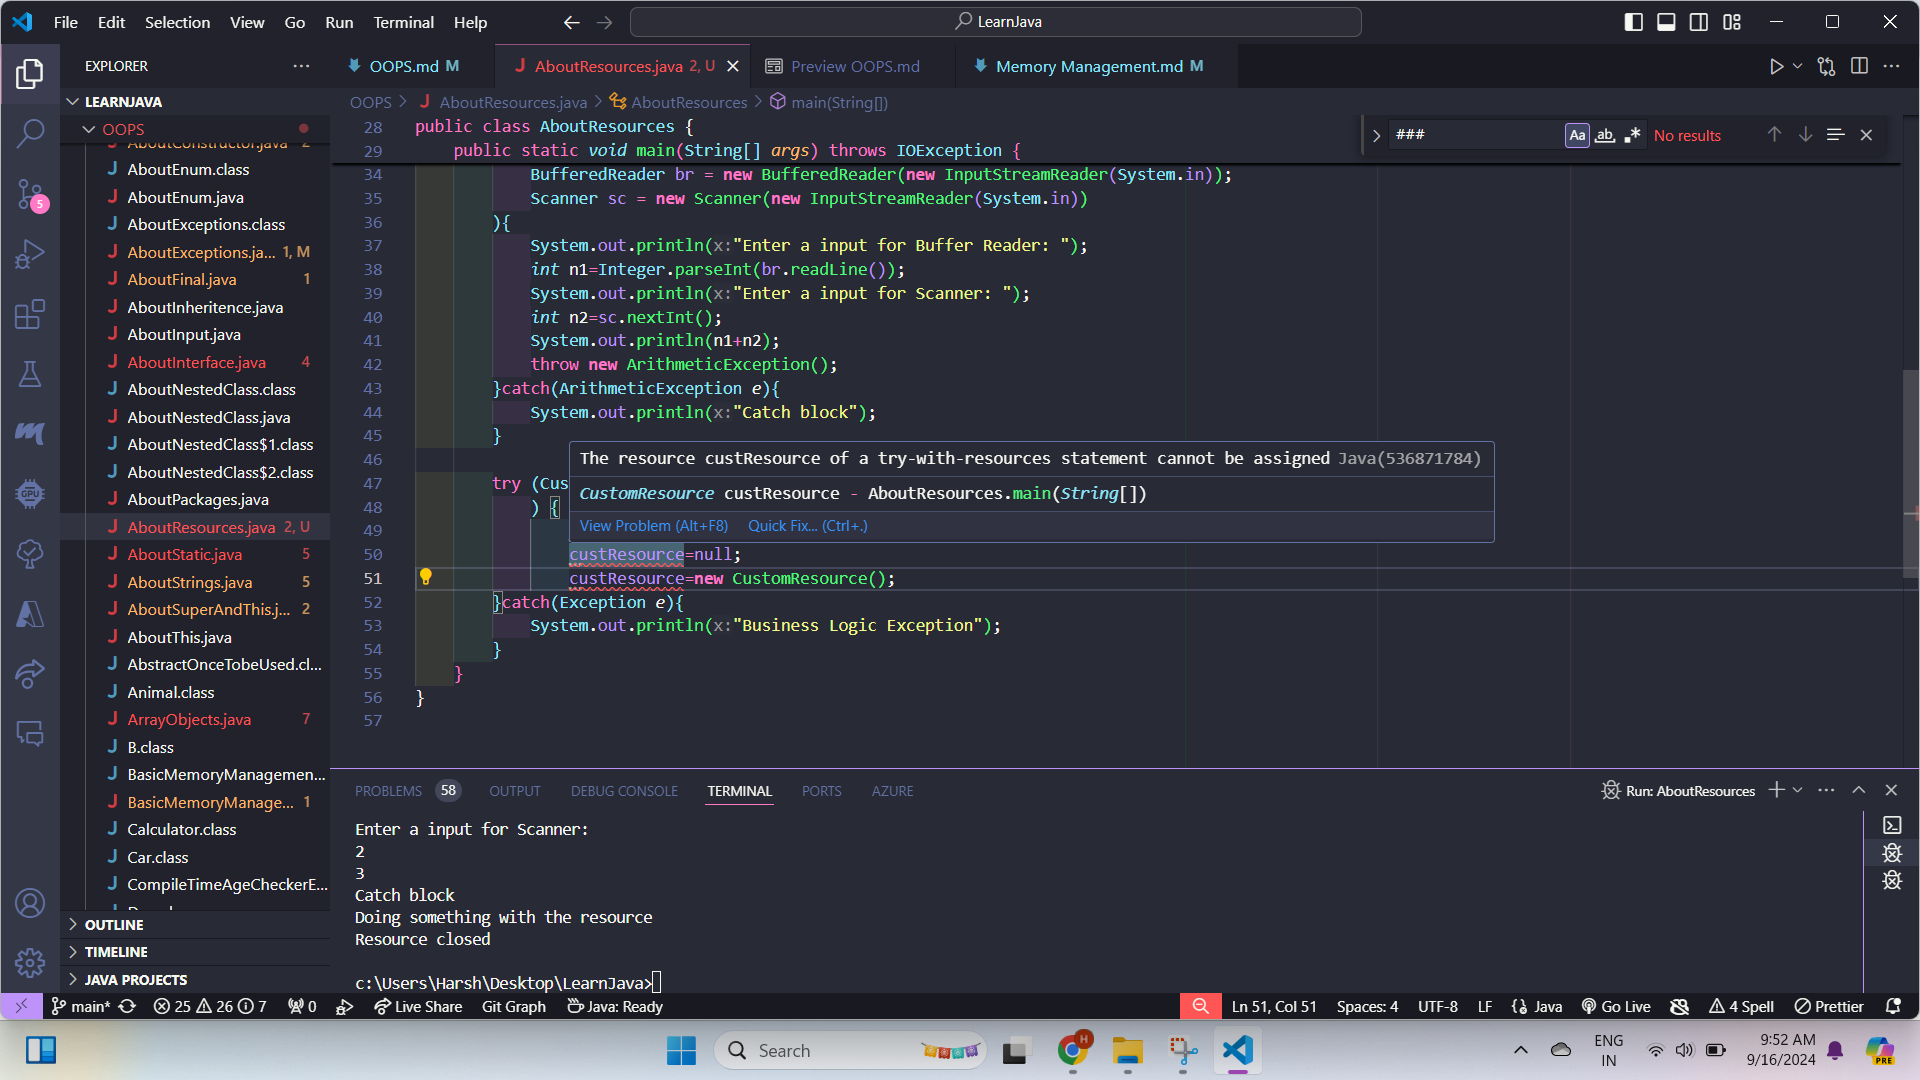 File Edit Selection View Go Run Terminal Help
LearnJava
EXPLORER
OOPS.md M
AboutResources.java 2, U
Preview OOPS.md
Memory Management.md M
LEARNJAVA
OOPS
AboutConstructor.java 2
AboutEnum.class
AboutEnum.java
AboutExceptions.class
AboutExceptions.ja... 1, M
AboutFinal.java 1
AboutInheritence.java
AboutInput.java
AboutInterface.java 4
AboutNestedClass.class
AboutNestedClass.java
AboutNestedClass$1.class
AboutNestedClass$2.class
AboutPackages.java
AboutResources.java 2, U
AboutStatic.java 5
AboutStrings.java 5
AboutSuperAndThis.j... 2
AboutThis.java
AbstractOnceTobeUsed.cl...
Animal.class
ArrayObjects.java 7
B.class
BasicMemoryManagemen...
BasicMemoryManage... 1
Calculator.class
Car.class
CompileTimeAgeCheckerE...
OUTLINE
TIMELINE
JAVA PROJECTS
5
GPU
OOPS > J AboutResources.java > AboutResources > main(String[])
### Aa ab No results
28 public class AboutResources {
29 public static void main(String[] args) throws IOException {
34 BufferedReader br = new BufferedReader(new InputStreamReader(System.in));
35 Scanner sc = new Scanner(new InputStreamReader(System.in))
36 ){
37 System.out.println(x:"Enter a input for Buffer Reader: ");
38 int n1=Integer.parseInt(br.readLine());
39 System.out.println(x:"Enter a input for Scanner: ");
40 int n2=sc.nextInt();
41 System.out.println(n1+n2);
42 throw new ArithmeticException();
43 }catch(ArithmeticException e){
44 System.out.println(x:"Catch block");
45 }
46
47 try (Cus
48 ) {
49
50 custResource=null;
51 custResource=new CustomResource();
52 }catch(Exception e){
53 System.out.println(x:"Business Logic Exception");
54 }
55 }
56 }
57
The resource custResource of a try-with-resources statement cannot be assigned Java(536871784)
CustomResource custResource - AboutResources.main(String[])
View Problem (Alt+F8) Quick Fix... (Ctrl+.)
PROBLEMS 58 OUTPUT DEBUG CONSOLE TERMINAL PORTS AZURE
Run: AboutResources
Enter a input for Scanner:
2
3
Catch block
Doing something with the resource
Resource closed
c:\Users\Harsh\Desktop\LearnJava>
main* 25 26 7 0 Live Share Git Graph Java: Ready
Ln 51, Col 51 Spaces: 4 UTF-8 LF {} Java Go Live 4 Spell Prettier
Search
H
ENG
IN
9:52 AM
9/16/2024
PRE